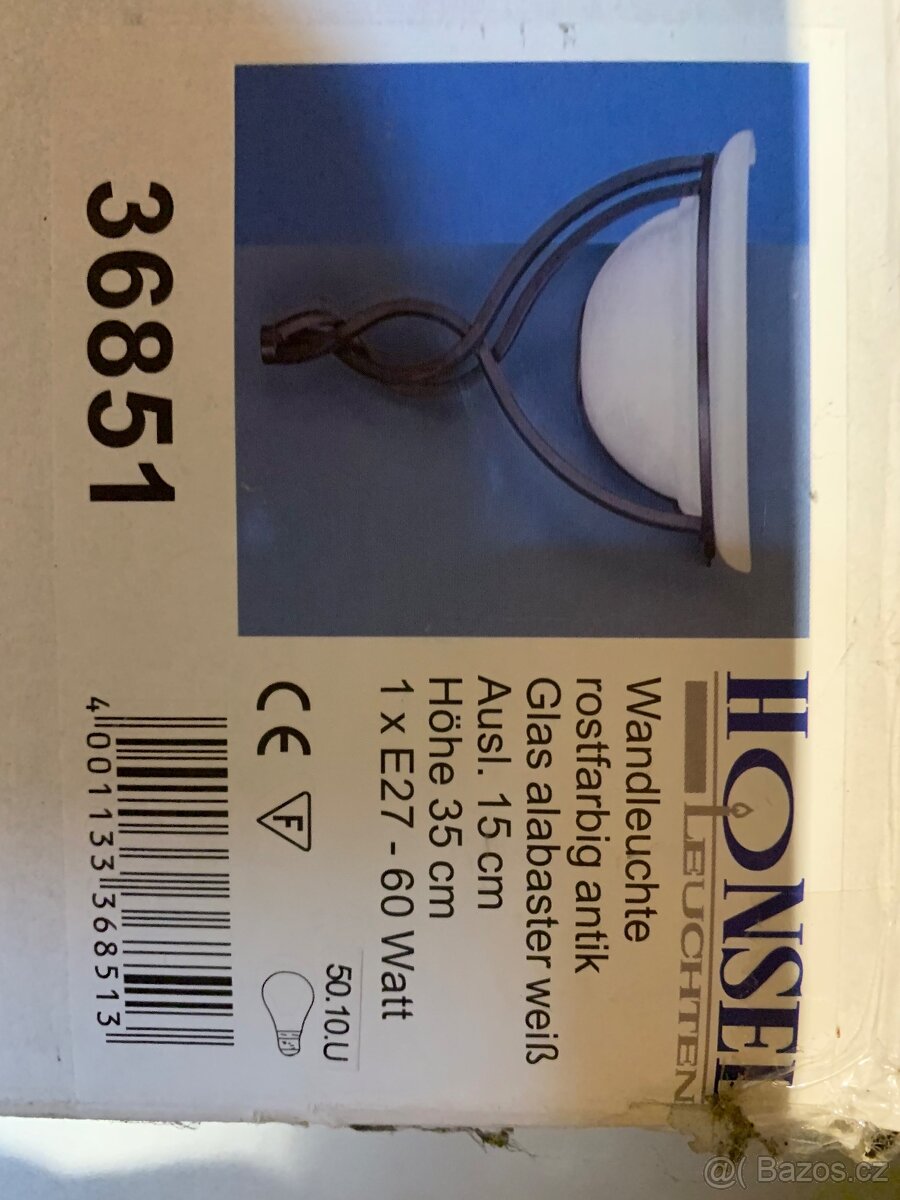 HONSEL
LEUCHTEN
Wandleuchte
rostfarbig antik
Glas alabaster weiß
Ausl. 15 cm
Höhe 35 cm
1 x E27 - 60 Watt
50.10.U
CE F
36851
4 001133 368513
@( Bazos.cz